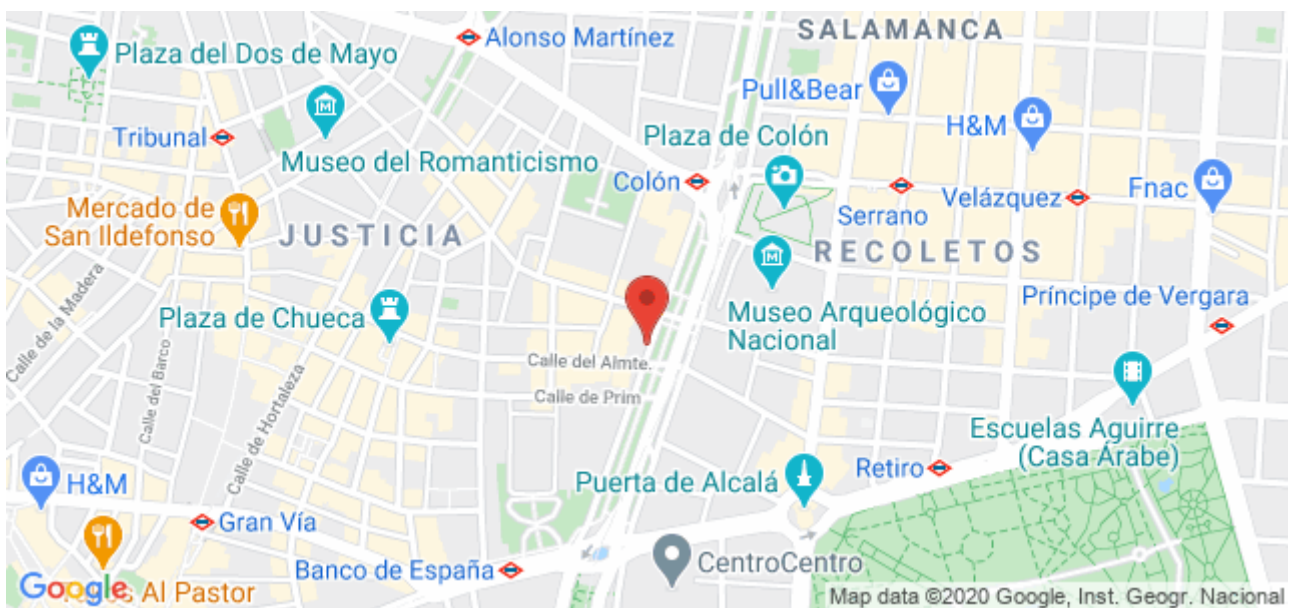 SALAMANCA
Alonso Martínez
Plaza del Dos de Mayo
Pull&Bear
H&M
Tribunal
Plaza de Colón
Museo del Romanticismo
Colón
Fnac
Velázquez
Mercado de
San Ildefonso
Serrano
JUSTICIA
RECOLETOS
Calle de la Madera
Príncipe de Vergara
Plaza de Chueca
Museo Arqueológico
Nacional
Calle del Barco
Calle del Almte.
Calle de Hortaleza
Calle de Prim
Escuelas Aguirre
(Casa Árabe)
Retiro
H&M
Puerta de Alcalá
Gran Vía
CentroCentro
Banco de España
Google
Al Pastor
Map data ©2020 Google, Inst. Geogr. Nacional